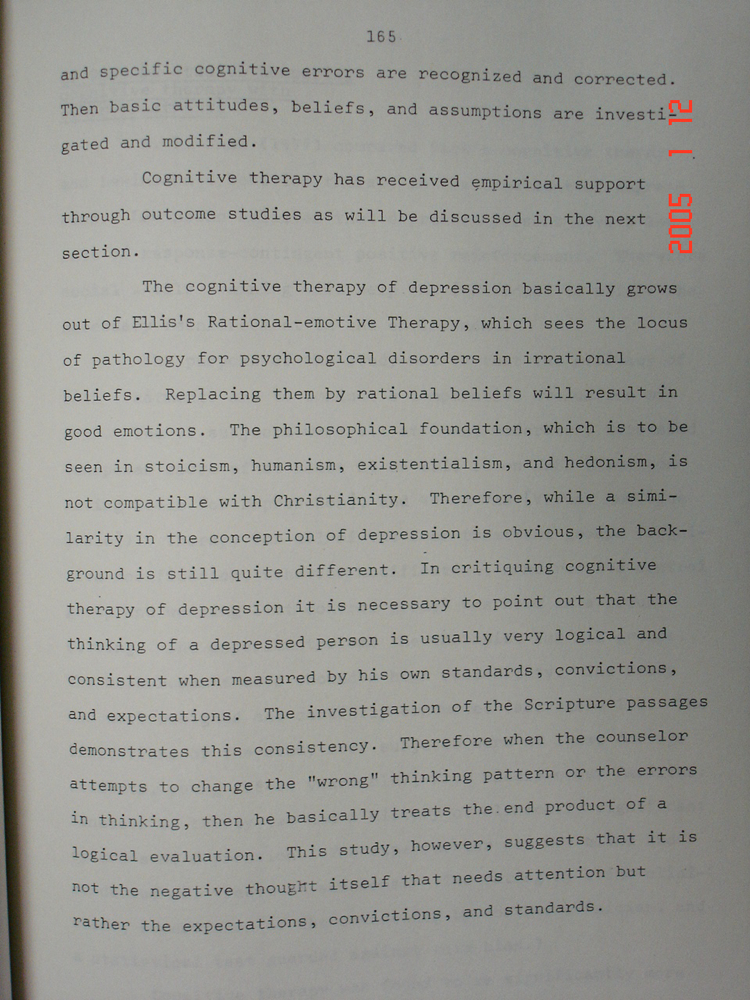 165
and specific cognitive errors are recognized and corrected.
Then basic attitudes, beliefs, and assumptions are investi-
gated and modified.
Cognitive therapy has received empirical support
through outcome studies as will be discussed in the next
section.
The cognitive therapy of depression basically grows
out of Ellis's Rational-emotive Therapy, which sees the locus
of pathology for psychological disorders in irrational
beliefs. Replacing them by rational beliefs will result in
good emotions. The philosophical foundation, which is to be
seen in stoicism, humanism, existentialism, and hedonism, is
not compatible with Christianity. Therefore, while a simi-
larity in the conception of depression is obvious, the back-
ground is still quite different. In critiquing cognitive
therapy of depression it is necessary to point out that the
thinking of a depressed person is usually very logical and
consistent when measured by his own standards, convictions,
and expectations. The investigation of the Scripture passages
demonstrates this consistency. Therefore when the counselor
attempts to change the "wrong" thinking pattern or the errors
in thinking, then he basically treats the end product of a
logical evaluation. This study, however, suggests that it is
not the negative thought itself that needs attention but
rather the expectations, convictions, and standards.
2005 1 12